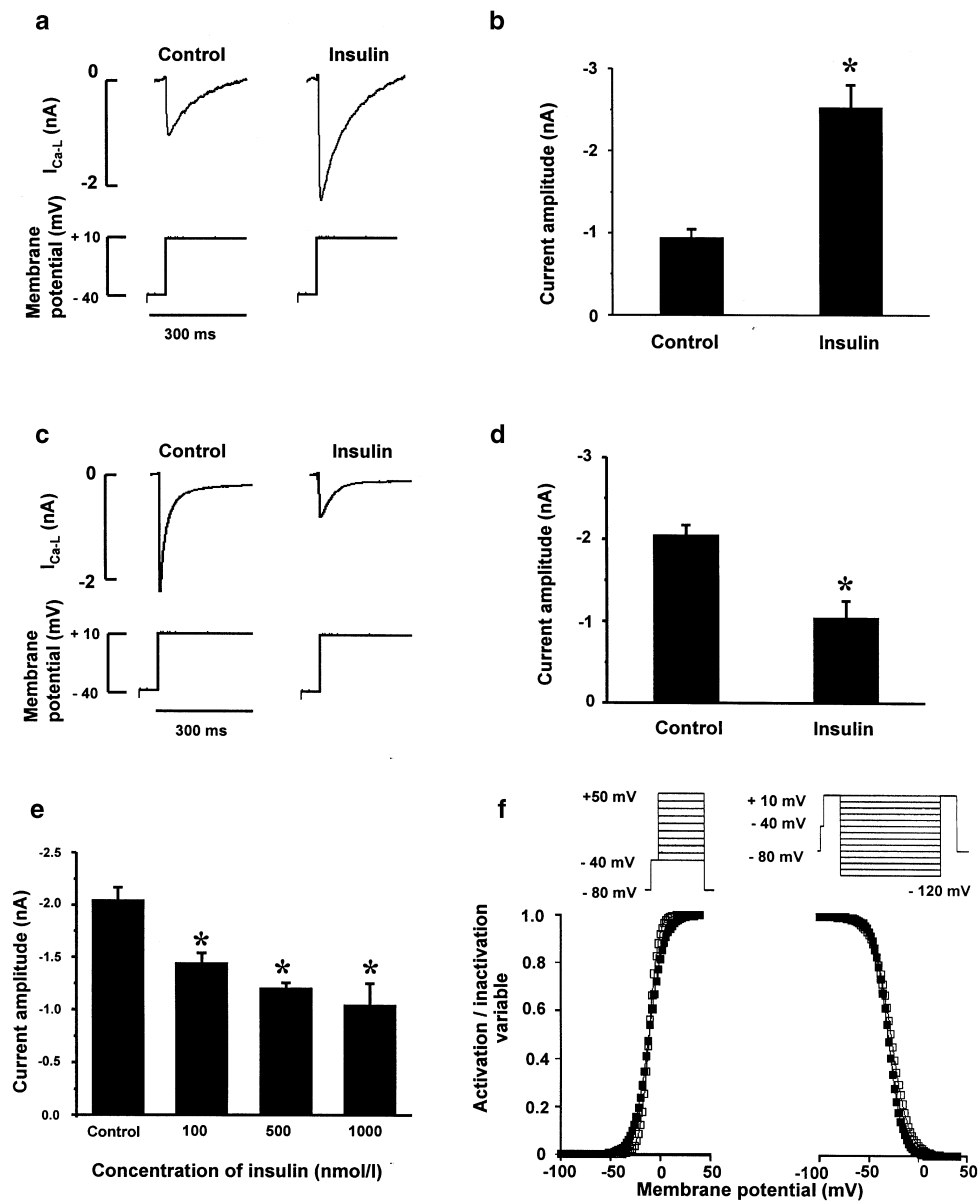 a
Control
Insulin
0
-2
I Ca-L (nA)
+ 10
- 40
Membrane
potential (mV)
300 ms
b
-3
-2
-1
0
Current amplitude (nA)
*
Control
Insulin
c
Control
Insulin
0
-2
I Ca-L (nA)
+ 10
- 40
Membrane
potential (mV)
300 ms
d
-3
-2
-1
0
Current amplitude (nA)
*
Control
Insulin
e
-2.5
-2.0
-1.5
-1.0
-0.5
0.0
Current amplitude (nA)
* * *
Control 100 500 1000
Concentration of insulin (nmol/l)
f
+50 mV
- 40 mV
- 80 mV
+ 10 mV
- 40 mV
- 80 mV
- 120 mV
1.0
0.8
0.6
0.4
0.2
0
Activation / inactivation
variable
-100 -50 0 50
-100 -50 0 50
Membrane potential (mV)